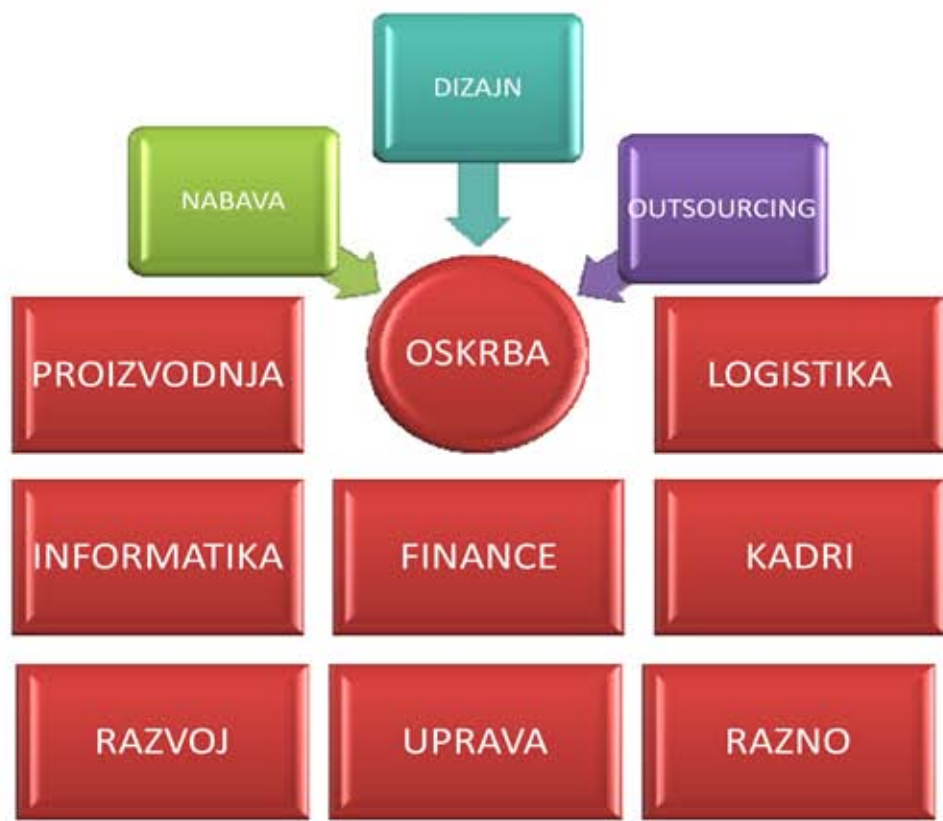 DIZAJN
NABAVA
OUTSOURCING
OSKRBA
PROIZVODNJA
LOGISTIKA
INFORMATIKA
FINANCE
KADRI
RAZVOJ
UPRAVA
RAZNO